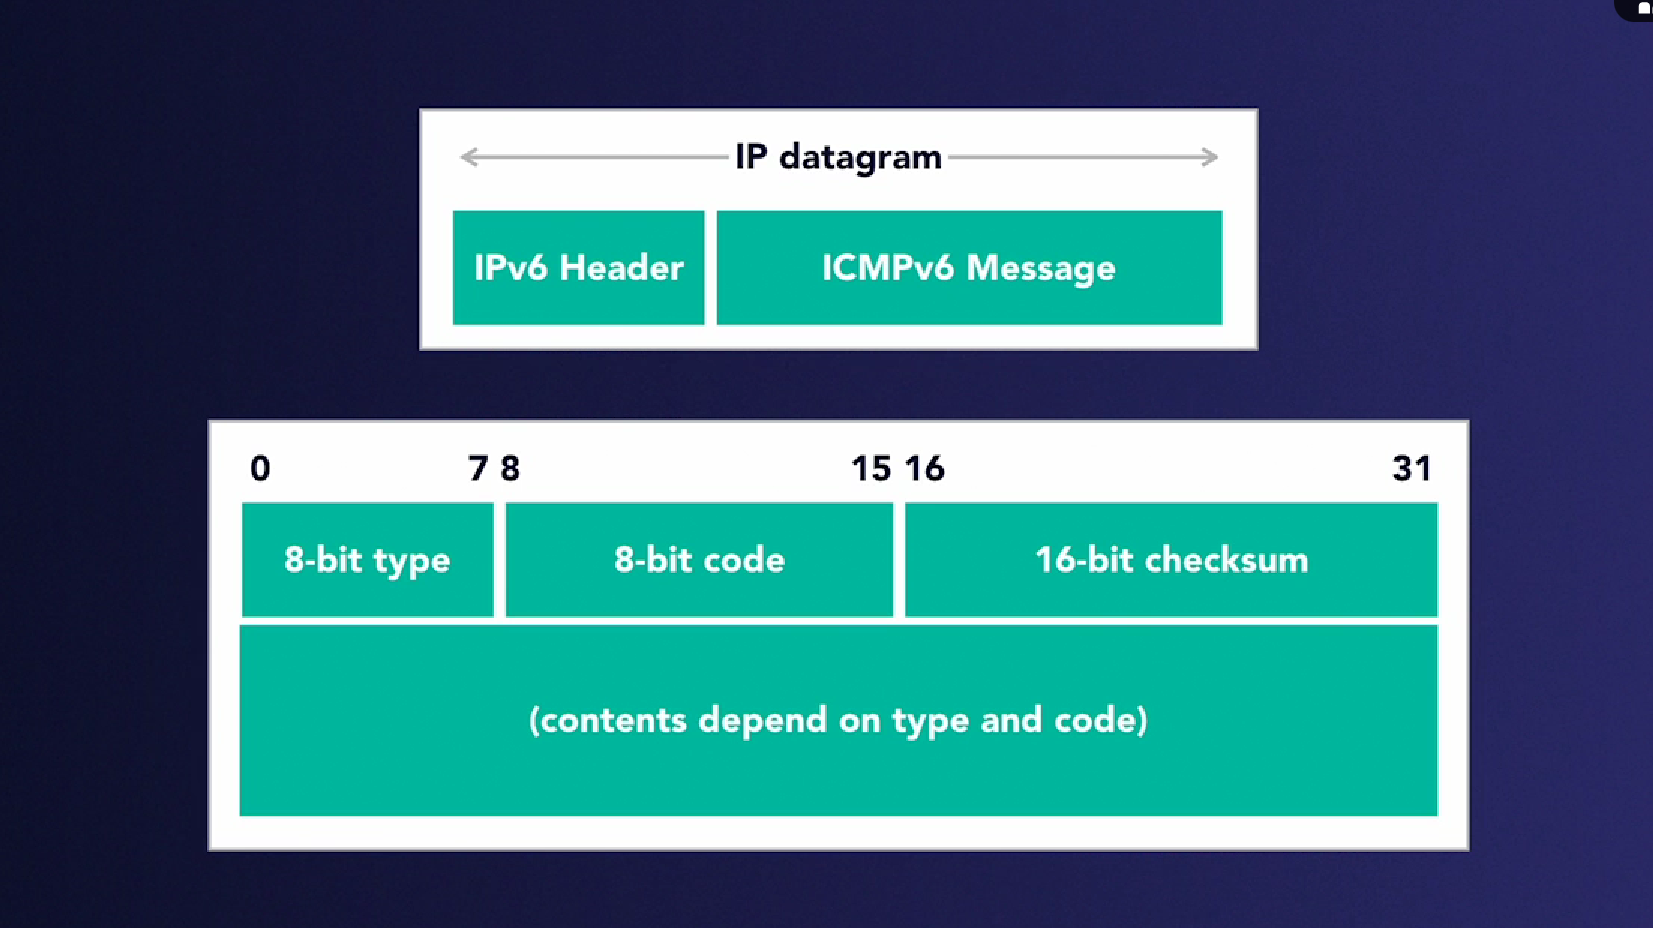 IP datagram
IPv6 Header ICMPv6 Message
0 7 8 15 16 31
8-bit type 8-bit code 16-bit checksum
(contents depend on type and code)